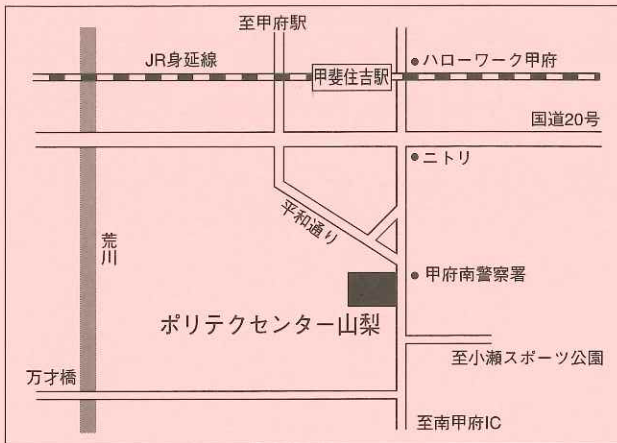 至甲府駅
JR身延線
甲斐住吉駅
ハローワーク甲府
国道20号
ニトリ
平和通り
荒川
甲府南警察署
ポリテクセンター山梨
至小瀬スポーツ公園
万才橋
至南甲府IC